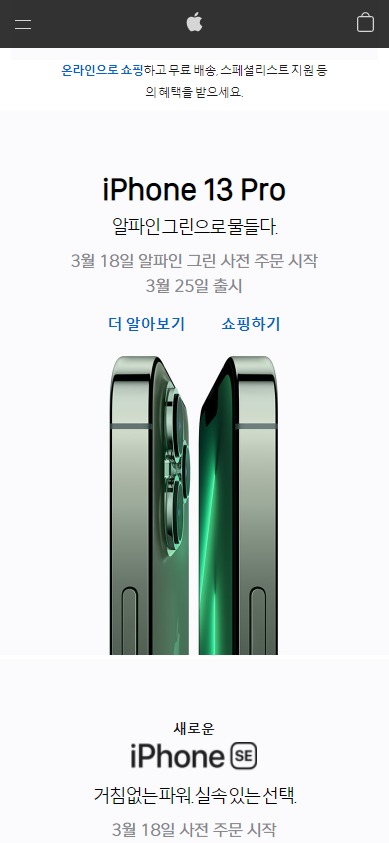 온라인으로 쇼핑하고 무료 배송, 스페셜리스트 지원 등
의 혜택을 받으세요.
iPhone 13 Pro
알파인 그린으로 물들다.
3월 18일 알파인 그린 사전 주문 시작
3월 25일 출시
더 알아보기 쇼핑하기
새로운
iPhone SE
거침없는 파워. 실속 있는 선택.
3월 18일 사전 주문 시작